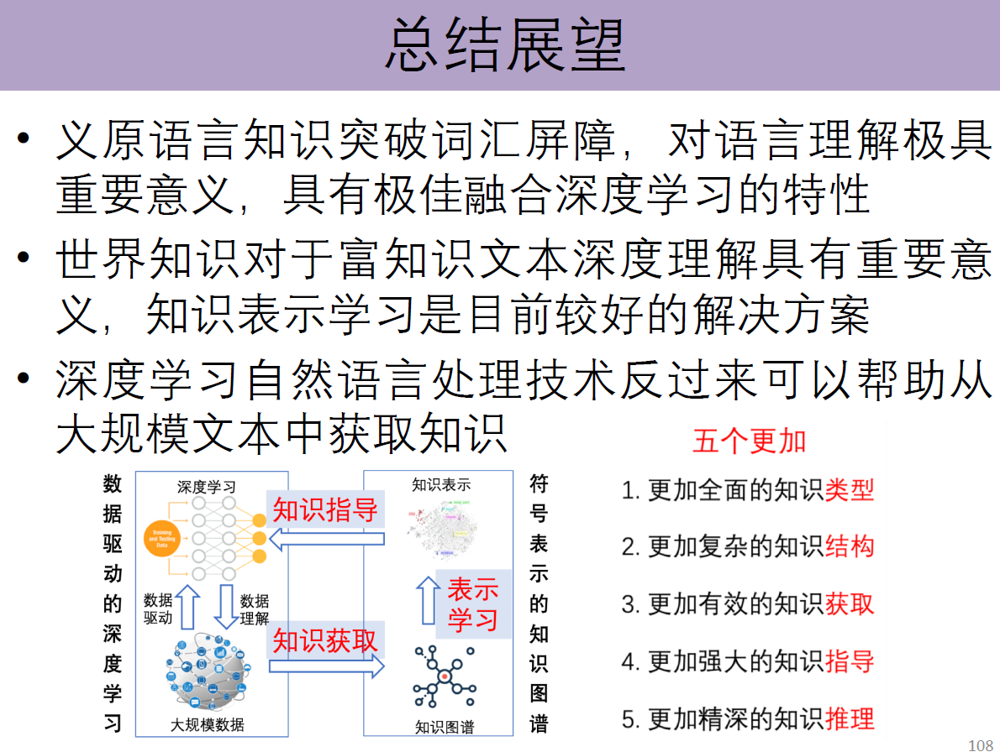 总结展望
• 义原语言知识突破词汇屏障，对语言理解极具
重要意义，具有极佳融合深度学习的特性
• 世界知识对于富知识文本深度理解具有重要意
义，知识表示学习是目前较好的解决方案
• 深度学习自然语言处理技术反过来可以帮助从
大规模文本中获取知识
数据驱动的深度学习
深度学习
Training
and Testing
Data
数据
驱动
数据
理解
大规模数据
知识指导
知识获取
知识表示
表示
学习
知识图谱
符号表示的知识图谱
五个更加
1. 更加全面的知识类型
2. 更加复杂的知识结构
3. 更加有效的知识获取
4. 更加强大的知识指导
5. 更加精深的知识推理
108